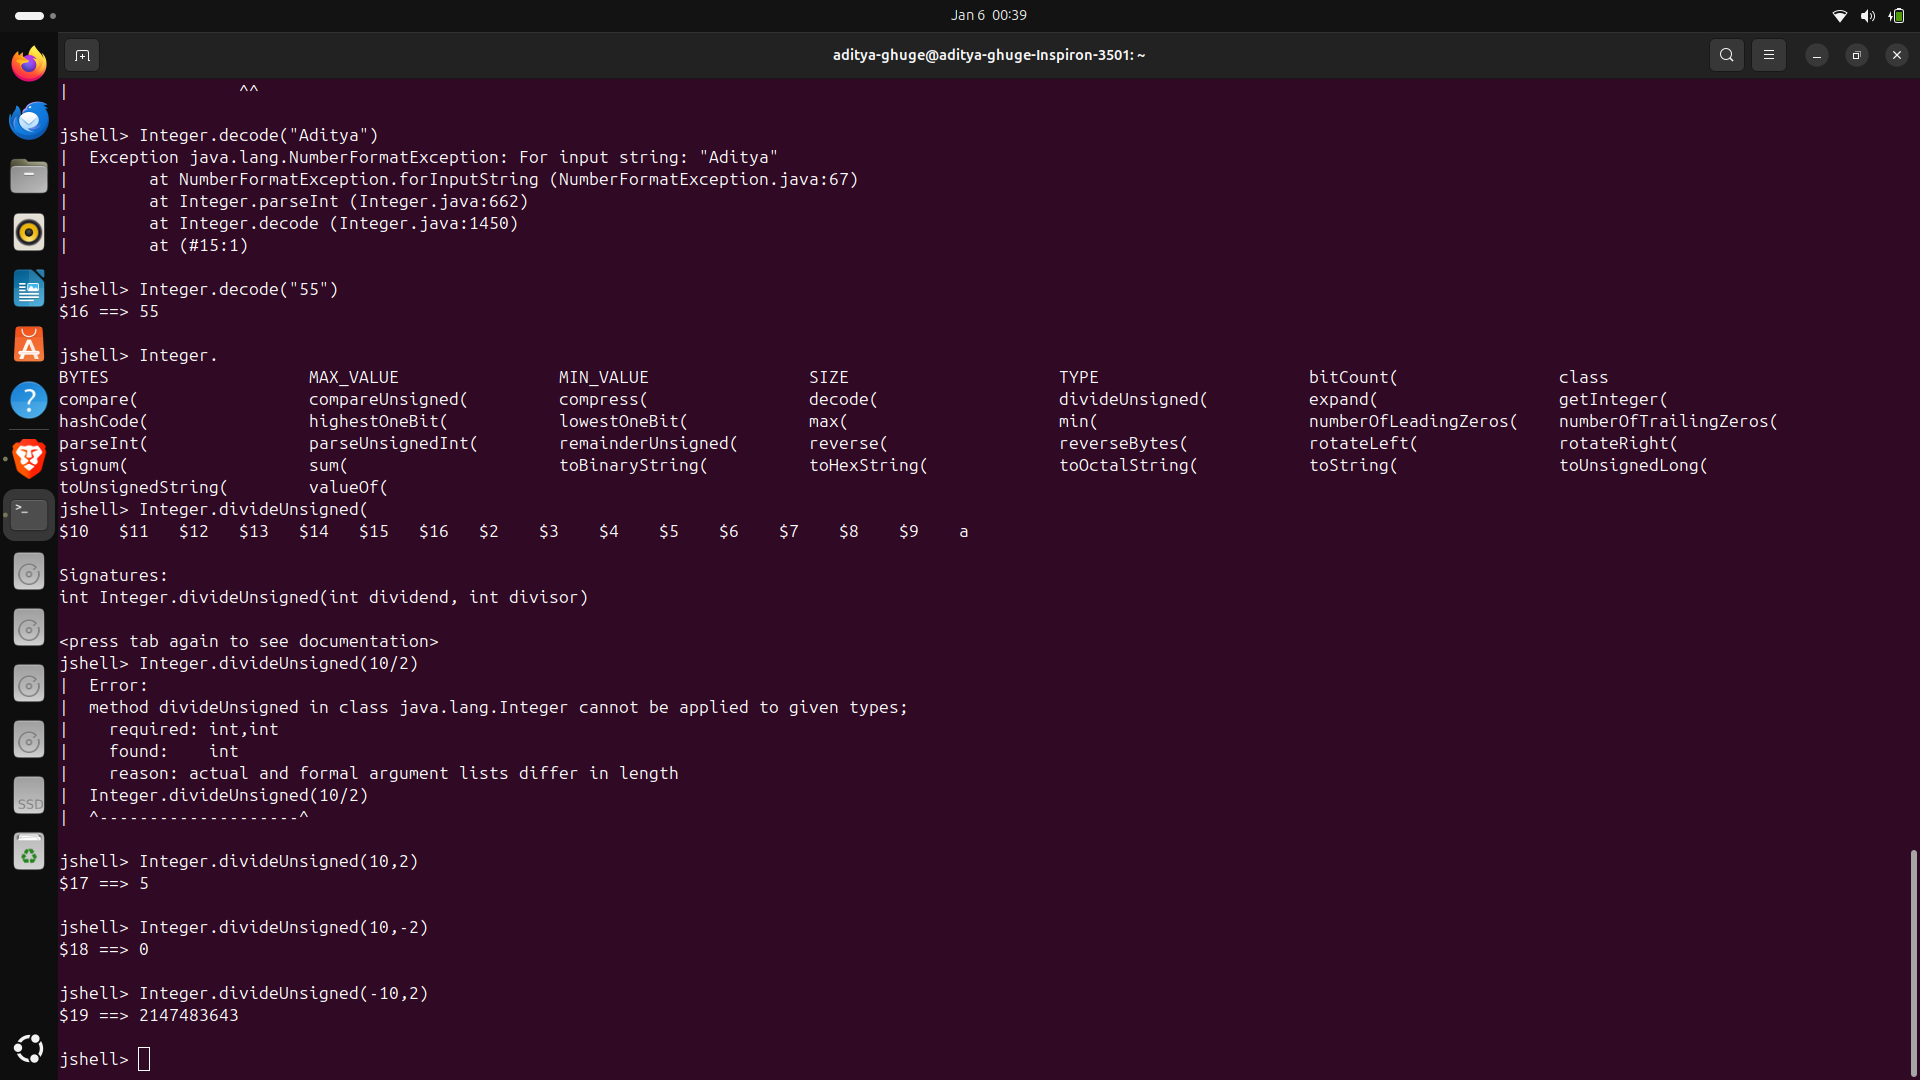 Jan 6 00:39
aditya-ghuge@aditya-ghuge-Inspiron-3501: ~
| ^^
jshell> Integer.decode("Aditya")
| Exception java.lang.NumberFormatException: For input string: "Aditya"
| at NumberFormatException.forInputString (NumberFormatException.java:67)
| at Integer.parseInt (Integer.java:662)
| at Integer.decode (Integer.java:1450)
| at (#15:1)
jshell> Integer.decode("55")
$16 ==> 55
jshell> Integer.
BYTES MAX_VALUE MIN_VALUE SIZE TYPE bitCount( class
compare( compareUnsigned( compress( decode( divideUnsigned( expand( getInteger(
hashCode( highestOneBit( lowestOneBit( max( min( numberOfLeadingZeros( numberOfTrailingZeros(
parseInt( parseUnsignedInt( remainderUnsigned( reverse( reverseBytes( rotateLeft( rotateRight(
signum( sum( toBinaryString( toHexString( toOctalString( toString( toUnsignedLong(
toUnsignedString( valueOf(
jshell> Integer.divideUnsigned(
$10 $11 $12 $13 $14 $15 $16 $2 $3 $4 $5 $6 $7 $8 $9 a
Signatures:
int Integer.divideUnsigned(int dividend, int divisor)
<press tab again to see documentation>
jshell> Integer.divideUnsigned(10/2)
| Error:
| method divideUnsigned in class java.lang.Integer cannot be applied to given types;
| required: int,int
| found: int
| reason: actual and formal argument lists differ in length
| Integer.divideUnsigned(10/2)
| ^--------------------^
jshell> Integer.divideUnsigned(10,2)
$17 ==> 5
jshell> Integer.divideUnsigned(10,-2)
$18 ==> 0
jshell> Integer.divideUnsigned(-10,2)
$19 ==> 2147483643
jshell>
SSD